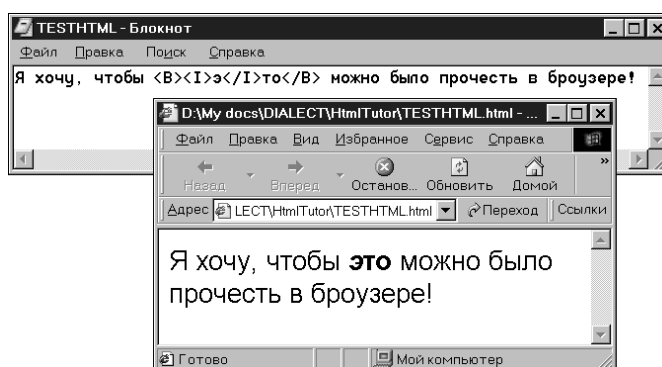 TESTHTML - Блокнот
Файл Правка Поиск Справка
Я хочу, чтобы <B><I>э</I>то</B> можно было прочесть в броузере!
D:\My docs\DIALECT\HtmlTutor\TESTHTML.html - ...
Файл Правка Вид Избранное Сервис Справка
Назад Вперед Останов... Обновить Домой »
Адрес LECT\HtmlTutor\TESTHTML.html Переход Ссылки
Я хочу, чтобы это можно было
прочесть в броузере!
Готово Мой компьютер